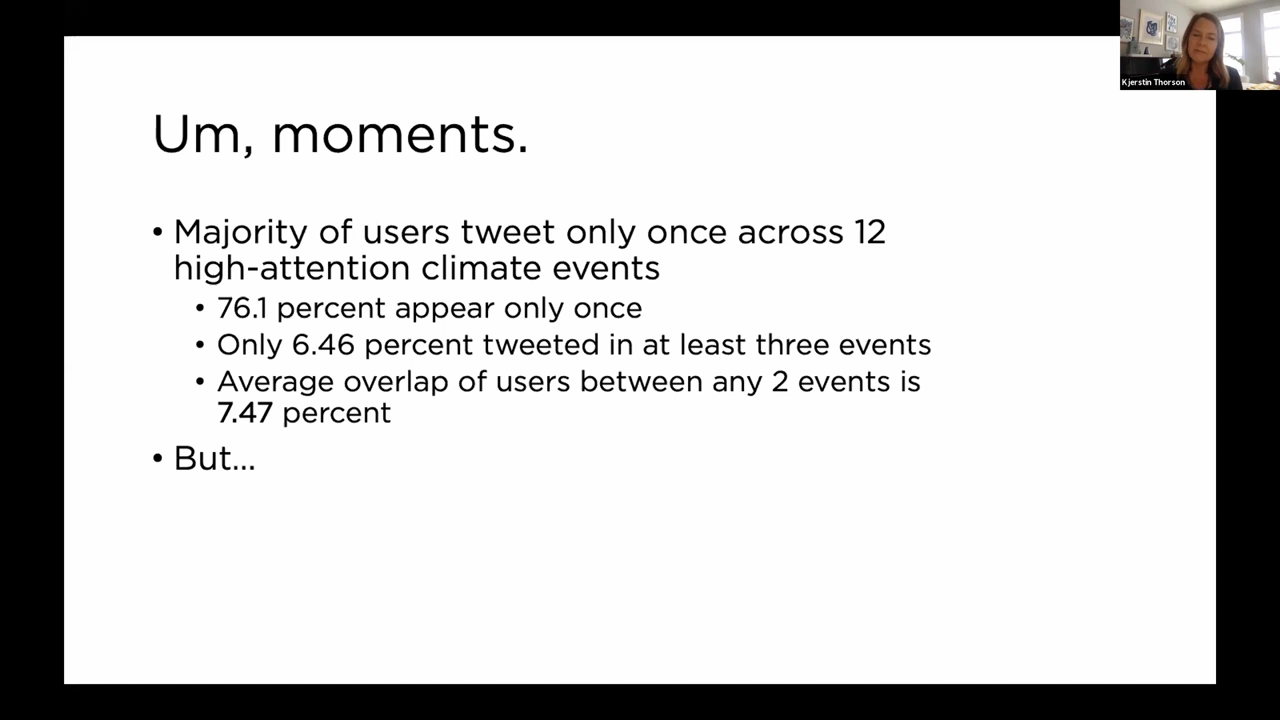 Kjerstin Thorson
Um, moments.
• Majority of users tweet only once across 12
high-attention climate events
• 76.1 percent appear only once
• Only 6.46 percent tweeted in at least three events
• Average overlap of users between any 2 events is
7.47 percent
• But...